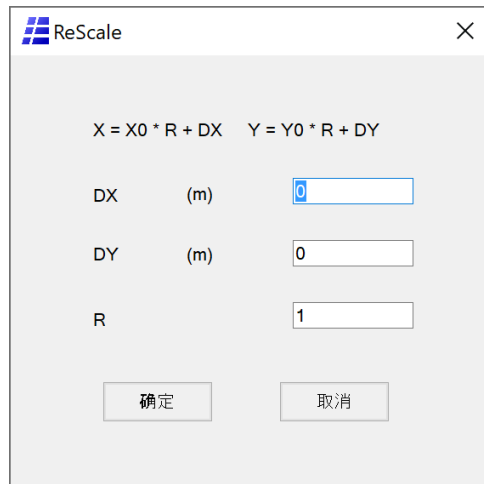 ReScale
X = X0 * R + DX Y = Y0 * R + DY
DX (m) 0
DY (m) 0
R 1
确定 取消